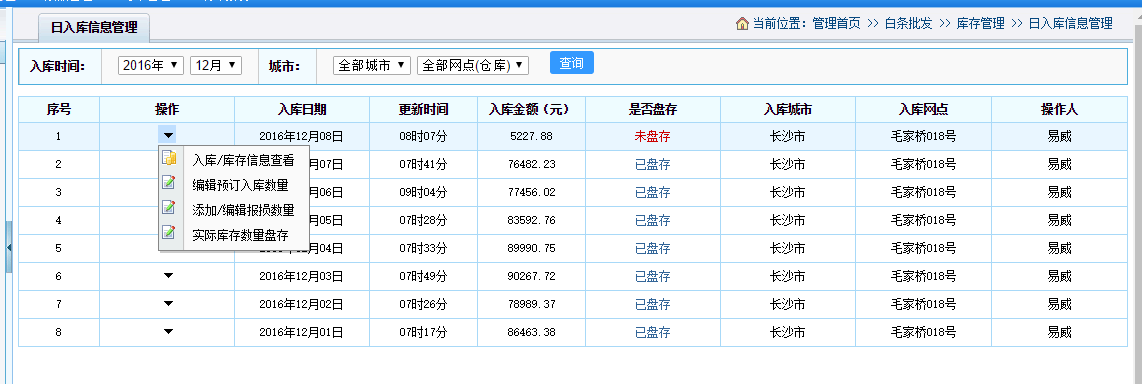 日入库信息管理
当前位置：管理首页 >> 白条批发 >> 库存管理 >> 日入库信息管理
入库时间： 2016年 12月 城市： 全部城市 全部网点(仓库) 查询
序号 操作 入库日期 更新时间 入库金额（元） 是否盘存 入库城市 入库网点 操作人
1 2016年12月08日 08时07分 5227.88 未盘存 长沙市 毛家桥018号 易威
2 07日 07时41分 76482.23 已盘存 长沙市 毛家桥018号 易威
3 06日 09时04分 77456.02 已盘存 长沙市 毛家桥018号 易威
4 05日 07时28分 83592.76 已盘存 长沙市 毛家桥018号 易威
5 04日 07时33分 89990.75 已盘存 长沙市 毛家桥018号 易威
6 2016年12月03日 07时49分 90267.72 已盘存 长沙市 毛家桥018号 易威
7 2016年12月02日 07时26分 78989.37 已盘存 长沙市 毛家桥018号 易威
8 2016年12月01日 07时17分 86463.38 已盘存 长沙市 毛家桥018号 易威
入库/库存信息查看
编辑预订入库数量
添加/编辑报损数量
实际库存数量盘存